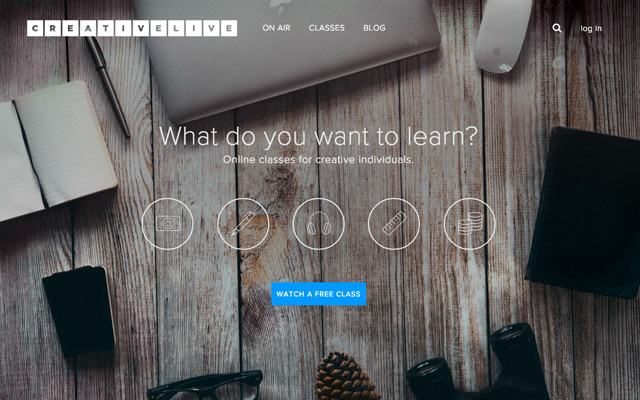 CREATIVELIVE ON AIR CLASSES BLOG log in
What do you want to learn?
Online classes for creative individuals.
WATCH A FREE CLASS